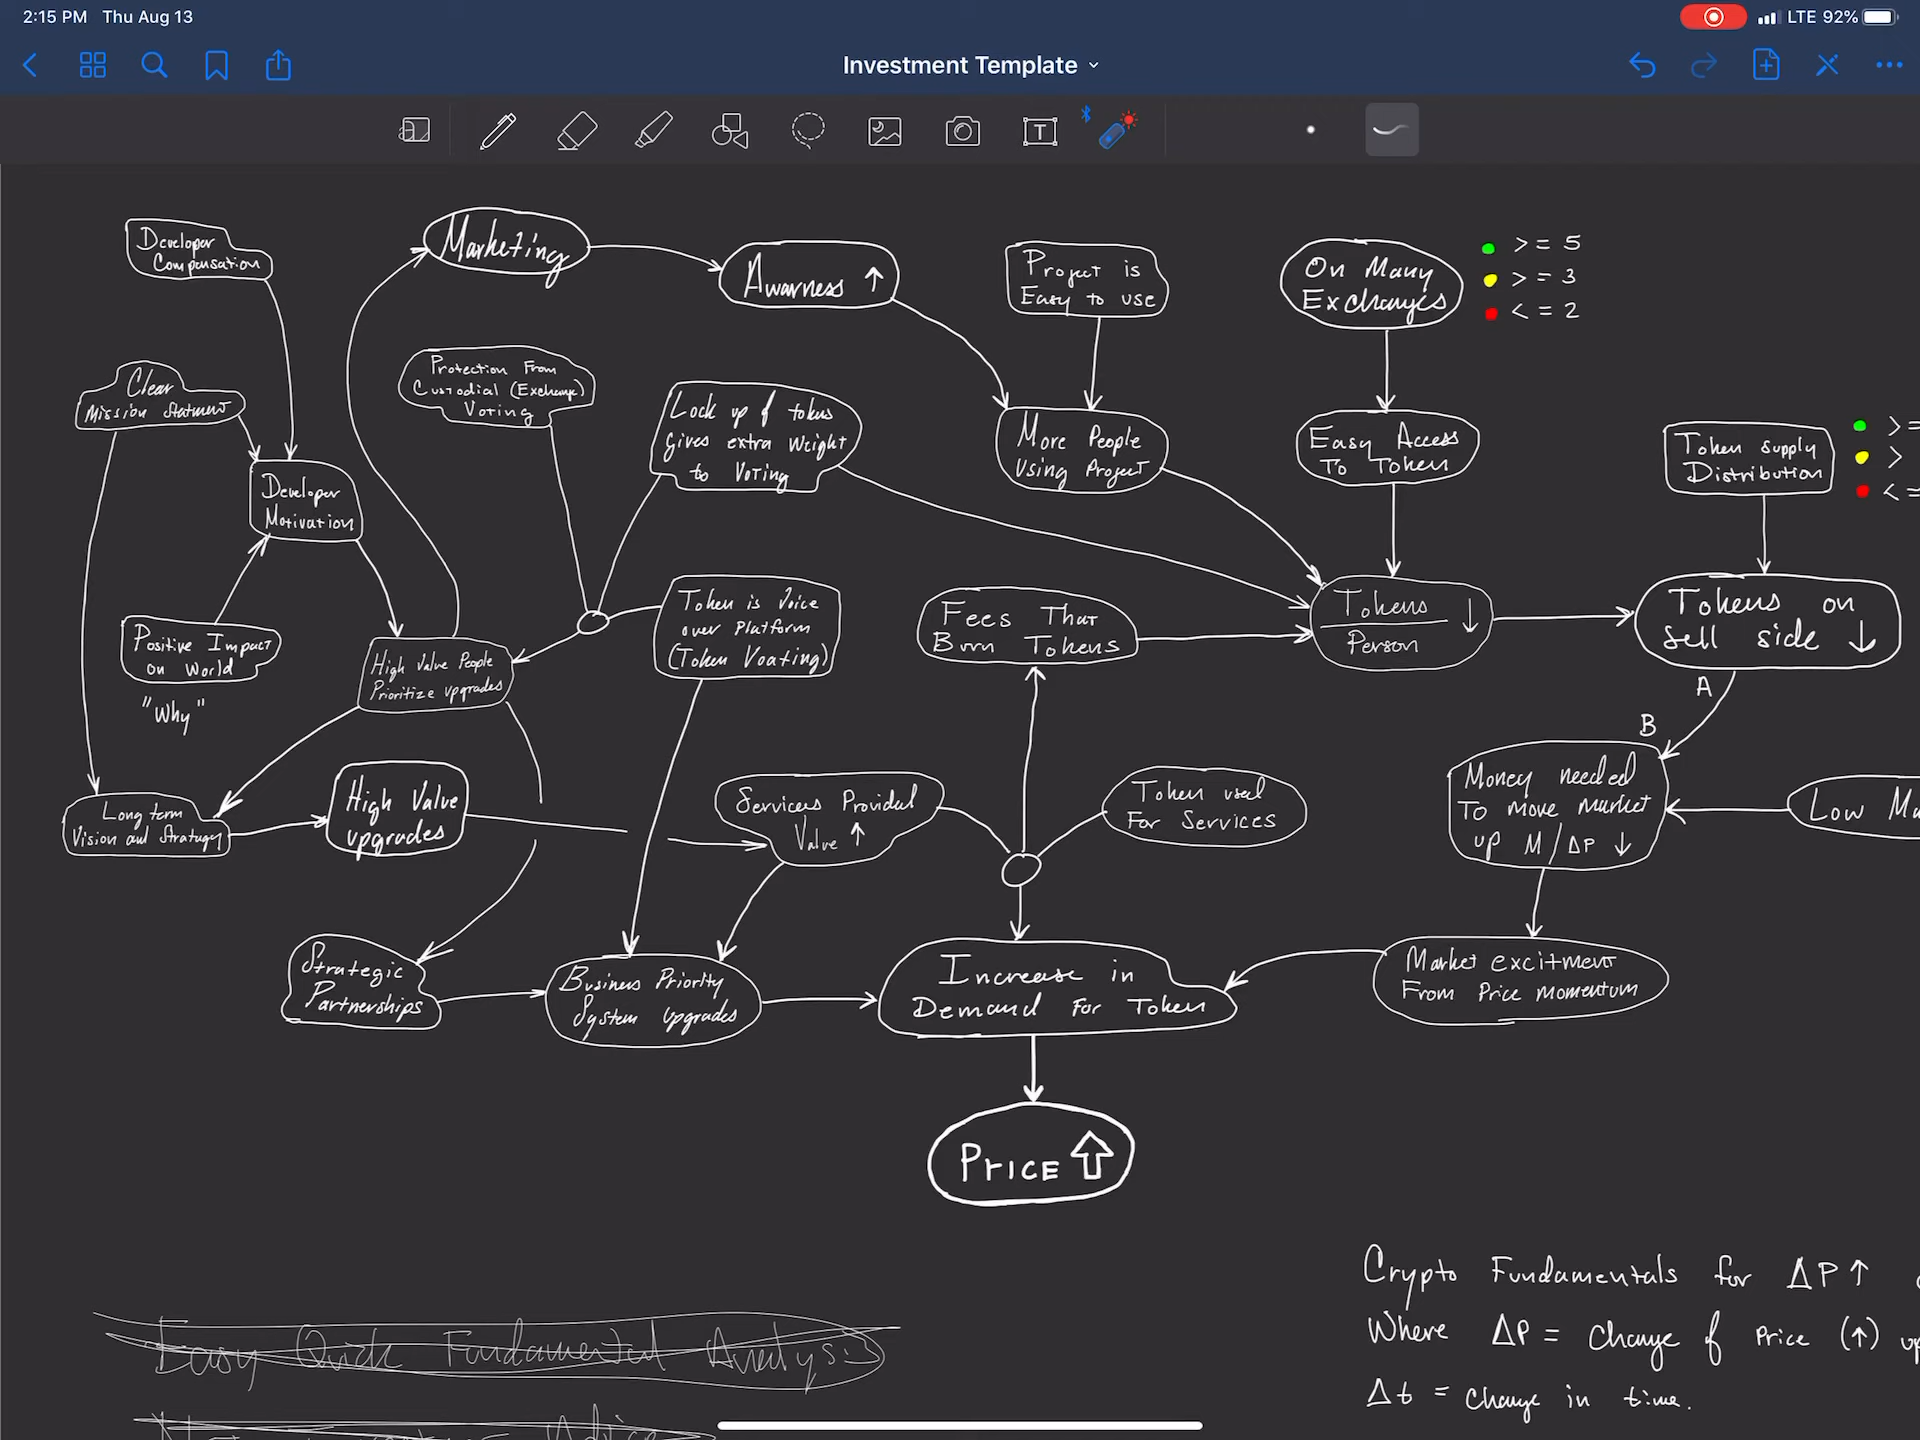 2:15 PM Thu Aug 13
LTE 92%
Investment Template
T
Developer
Compensation
Marketing
Awarness ↑
Project is
Easy to use
On Many
Exchanges
>= 5
>= 3
<= 2
Clear
Mission Statment
Protection From
Custodial (Exchange)
Voting
Lock up of tokens
gives extra weight
to Voting
More People
Using Project
Easy Access
To Token
Token Supply
Distribution
>=
>
<=
Developer
Motivation
Positive Impact
on World
"Why"
High Value People
Prioritize upgrades
Token is Voice
over Platform
(Token Voating)
Fees That
Burn Tokens
Tokens ↓
Person
Tokens on
Sell side ↓
A
B
Long term
Vision and Stratagy
High Value
upgrades
Services Provided
Value ↑
Token used
For Services
Money needed
To move market
up M / ΔP ↓
Low Ma
Strategic
Partnerships
Business Priority
System upgrades
Increase in
Demand For Token
Market excitment
From Price momentum
Price ⇧
Crypto Fundamentals for ΔP↑
Where ΔP = Change of Price (↑) up
Δt = Change in time.
Easy Quick Fundamental Analysis